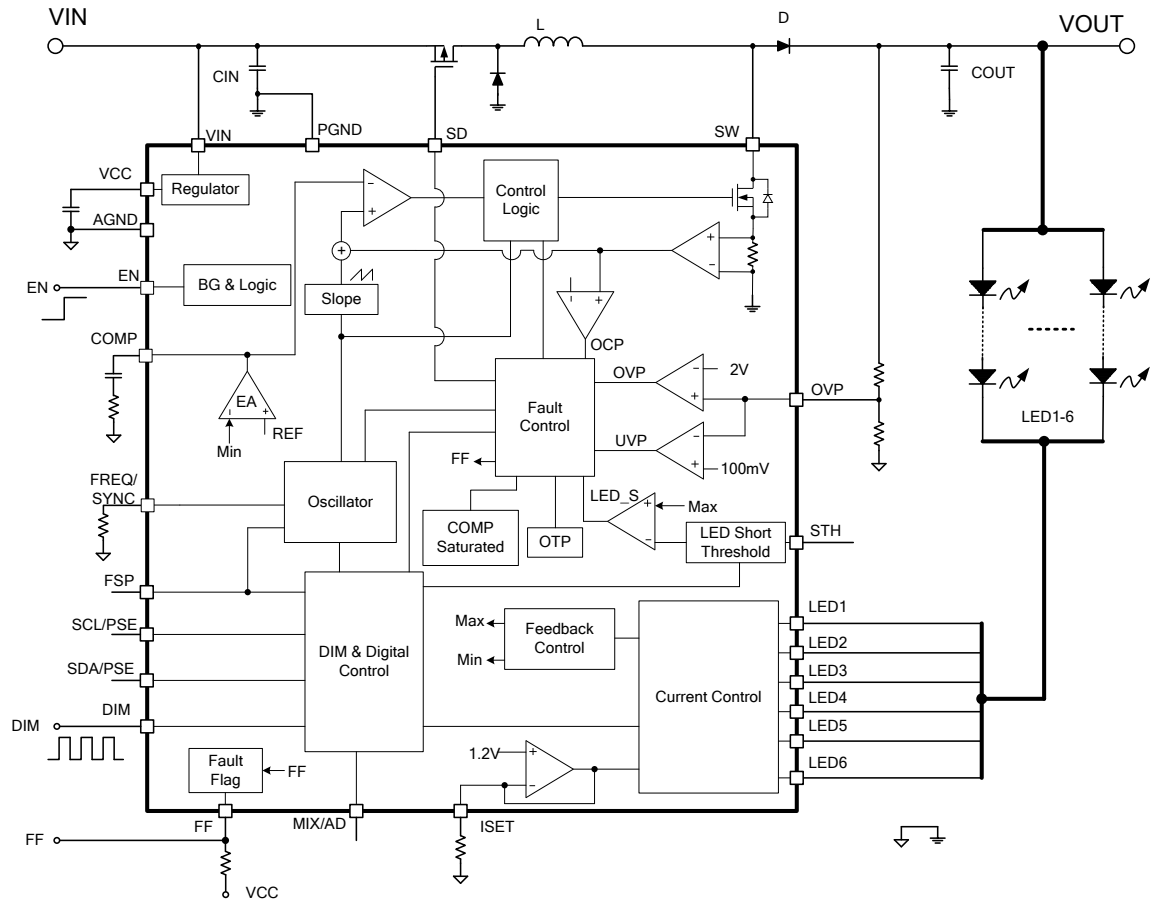 VIN
L
D
VOUT
CIN
COUT
VIN
PGND
SD
SW
VCC
Regulator
Control
Logic
AGND
−
+
+
+
−
EN
EN
BG & Logic
Slope
−
+
COMP
OCP
OVP
−
2V
+
OVP
EA
−
+
REF
Min
Fault
Control
UVP
−
+
100mV
LED1-6
FF
FREQ/
SYNC
Oscillator
LED_S
+
Max
−
COMP
Saturated
OTP
LED Short
Threshold
STH
FSP
LED1
SCL/PSE
Max
Feedback
Control
Min
LED2
DIM & Digital
Control
SDA/PSE
LED3
Current Control
LED4
DIM
DIM
LED5
Fault
Flag
FF
1.2V
+
−
LED6
FF
MIX/AD
ISET
FF
VCC